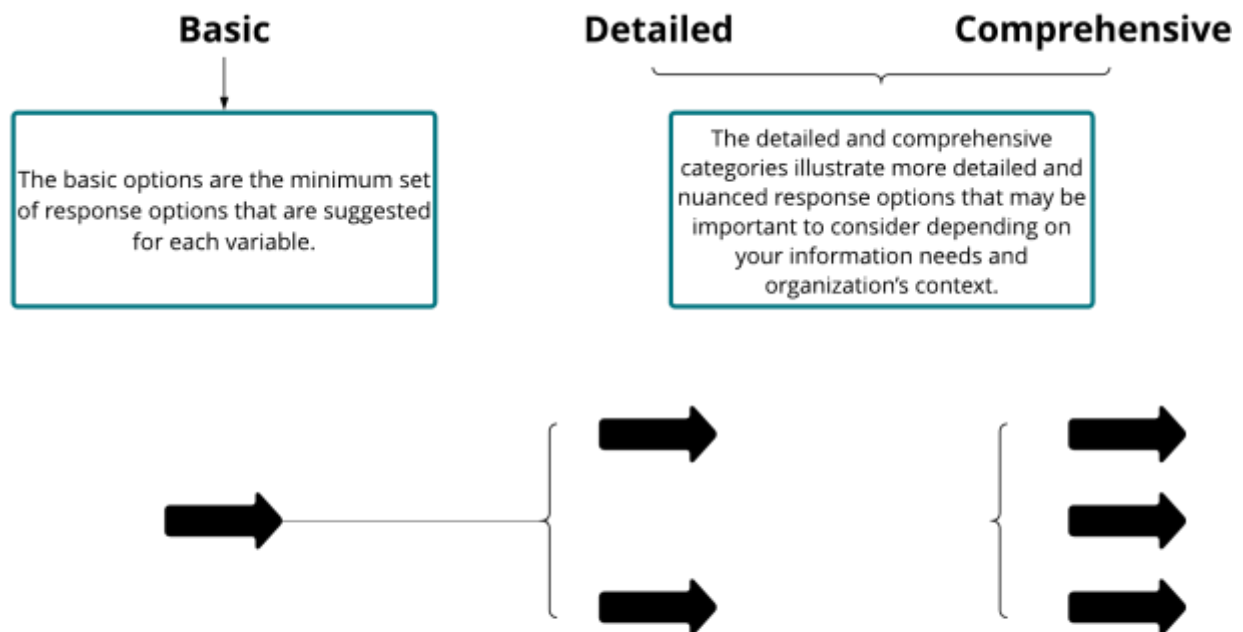 Basic
Detailed
Comprehensive
The basic options are the minimum set
of response options that are suggested
for each variable.
The detailed and comprehensive
categories illustrate more detailed and
nuanced response options that may be
important to consider depending on
your information needs and
organization's context.